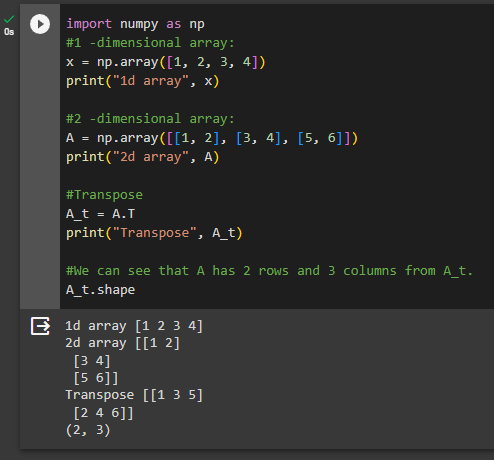 0s
import numpy as np
#1 -dimensional array:
x = np.array([1, 2, 3, 4])
print("1d array", x)
#2 -dimensional array:
A = np.array([[1, 2], [3, 4], [5, 6]])
print("2d array", A)
#Transpose
A_t = A.T
print("Transpose", A_t)
#We can see that A has 2 rows and 3 columns from A_t.
A_t.shape
1d array [1 2 3 4]
2d array [[1 2]
 [3 4]
 [5 6]]
Transpose [[1 3 5]
 [2 4 6]]
(2, 3)